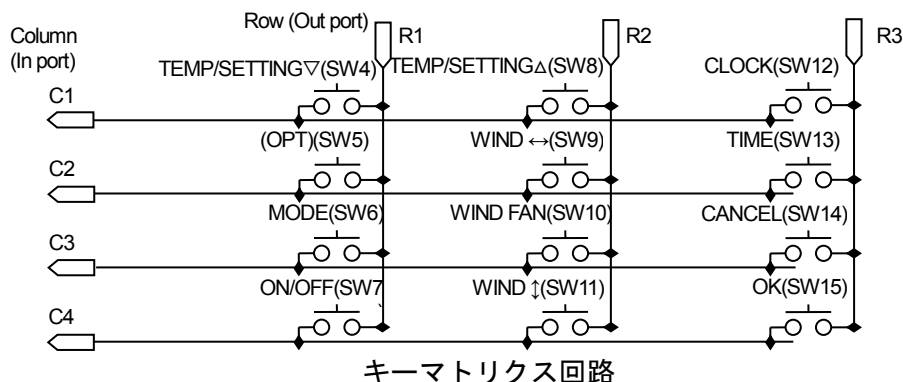 Row (Out port)
Column
(In port)
R1
R2
R3
TEMP/SETTING▽(SW4)
TEMP/SETTING△(SW8)
CLOCK(SW12)
C1
(OPT)(SW5)
WIND ↔(SW9)
TIME(SW13)
C2
MODE(SW6)
WIND FAN(SW10)
CANCEL(SW14)
C3
ON/OFF(SW7
WIND ↕(SW11)
OK(SW15)
C4
キーマトリクス回路